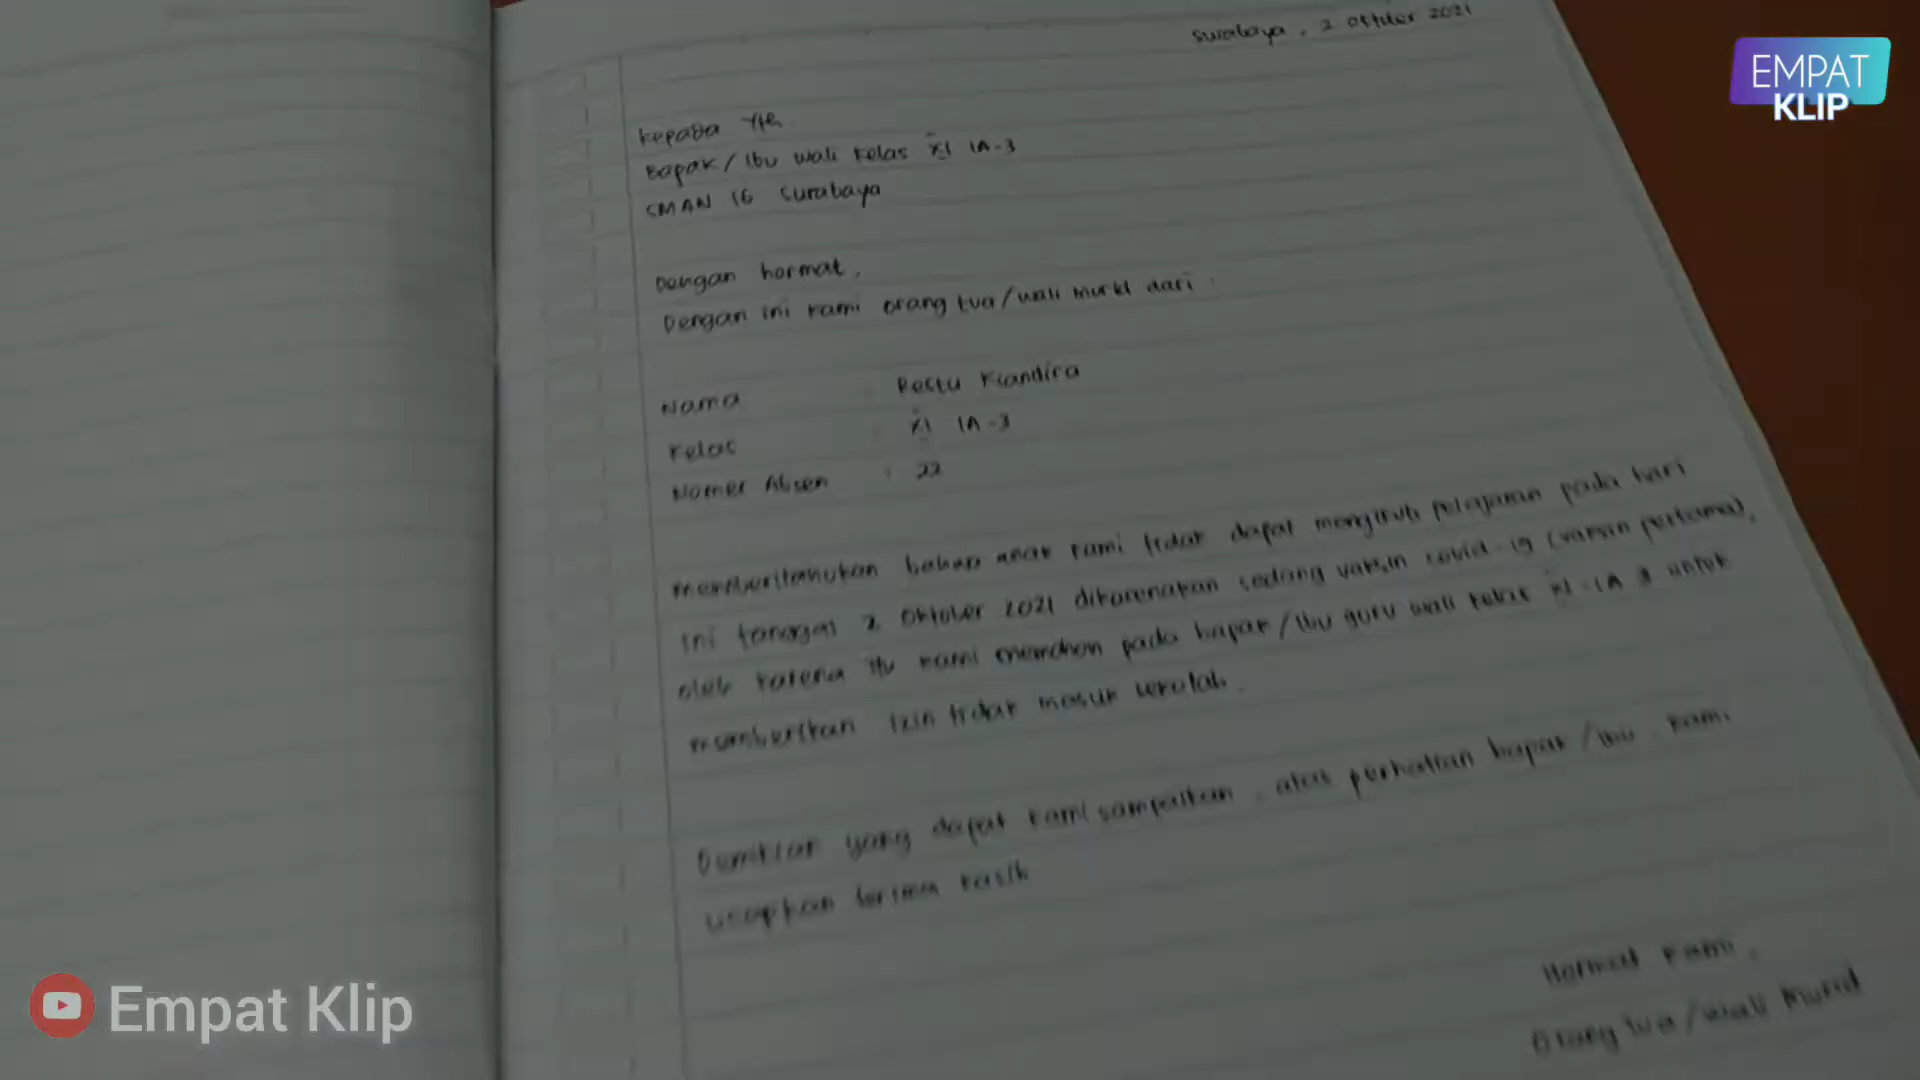 Surabaya, 2 Oktober 2021
EMPAT
KLIP
Kepada Yth
Bapak/Ibu wali kelas XI IA-3
SMAN 16 Surabaya
Dengan hormat,
Dengan ini kami orang tua/wali murid dari :
Nama : Restu Kiandira
Kelas : XI IA-3
Nomer Absen : 22
memberitahukan bahwa anak kami tidak dapat mengikuti pelajaran pada hari
ini tanggal 2 Oktober 2021 dikarenakan sedang vaksin covid-19 (vaksin pertama),
oleh karena itu kami memohon pada bapak/ibu guru wali kelas XI-IA 3 untuk
memberikan izin tidak masuk sekolah.
Demikian yang dapat kami sampaikan, atas perhatian bapak/ibu kami
ucapkan terima kasih
Hormat kami,
Orang tua/wali Murid
Empat Klip